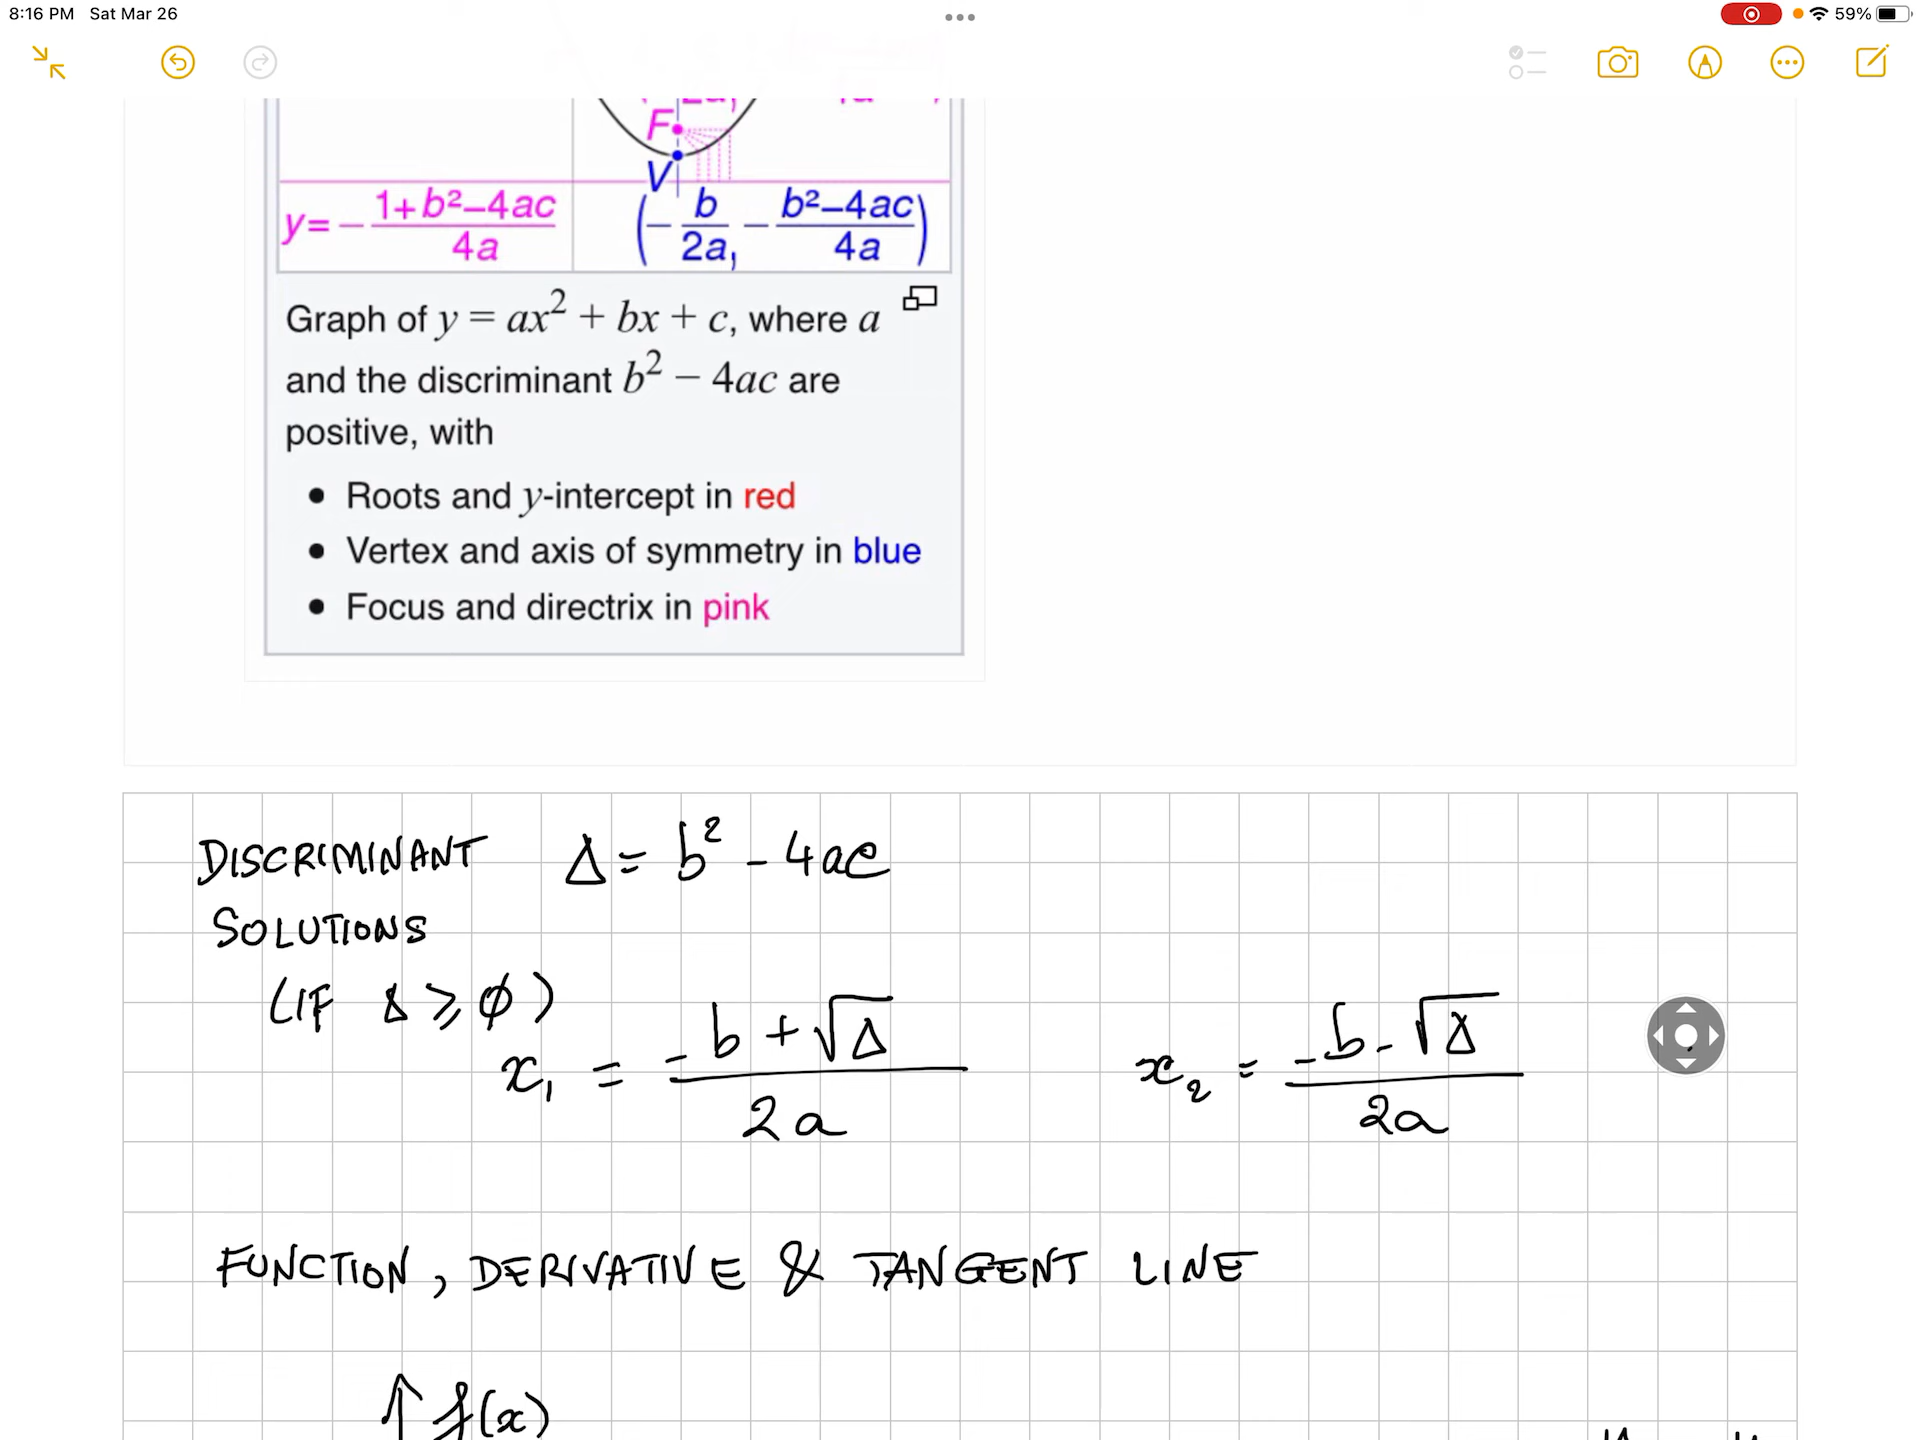 8:16 PM Sat Mar 26
59%
F
V
y=−(1+b²−4ac)/(4a)
(−b/(2a), −(b²−4ac)/(4a))
Graph of y = ax² + bx + c, where a
and the discriminant b² − 4ac are
positive, with
• Roots and y-intercept in red
• Vertex and axis of symmetry in blue
• Focus and directrix in pink
DISCRIMINANT Δ = b² - 4ac
SOLUTIONS
(IF Δ ⩾ ∅)
x₁ = (-b + √Δ)/(2a) x₂ = (-b - √Δ)/(2a)
FUNCTION, DERIVATIVE & TANGENT LINE
↑ f(x)